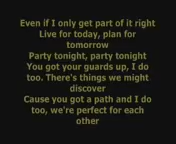 Even if I only get part of it right
Live for today, plan for
tomorrow
Party tonight, party tonight
You got your guards up, I do
too. There's things we might
discover
Cause you got a path and I do
too, we're perfect for each
other